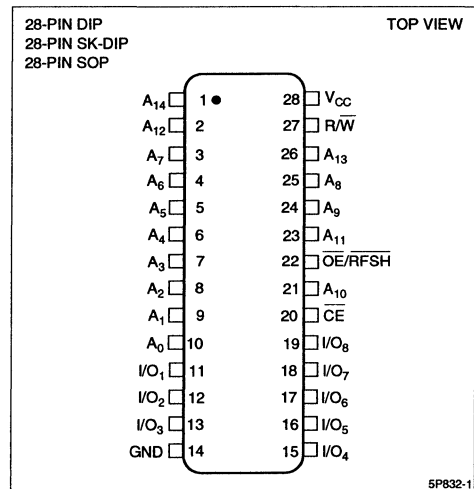 28-PIN DIP TOP VIEW
28-PIN SK-DIP
28-PIN SOP
A14 1 28 VCC
A12 2 27 R/W̅
A7 3 26 A13
A6 4 25 A8
A5 5 24 A9
A4 6 23 A11
A3 7 22 O̅E̅/R̅F̅S̅H̅
A2 8 21 A10
A1 9 20 C̅E̅
A0 10 19 I/O8
I/O1 11 18 I/O7
I/O2 12 17 I/O6
I/O3 13 16 I/O5
GND 14 15 I/O4
5P832-1